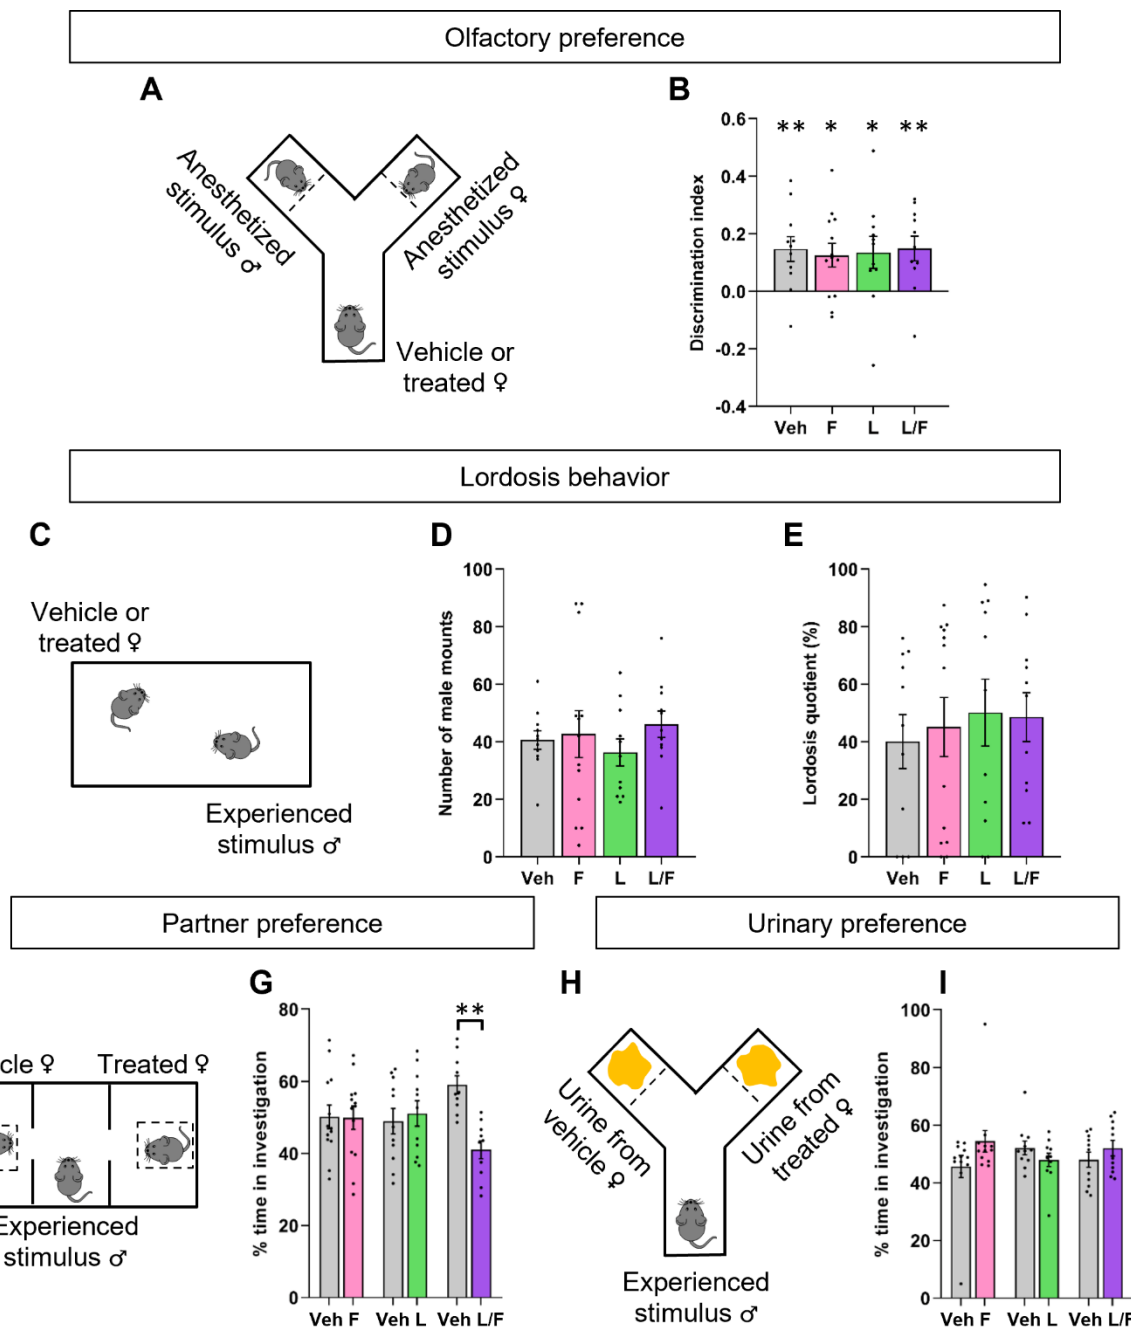 Olfactory preference
A
Anesthetized
stimulus ♂
Anesthetized
stimulus ♀
Vehicle or
treated ♀
B
Discrimination index
0.6
0.4
0.2
0.0
-0.2
-0.4
** * * **
Veh F L L/F
Lordosis behavior
C
Vehicle or
treated ♀
Experienced
stimulus ♂
D
Number of male mounts
100
80
60
40
20
0
Veh F L L/F
E
Lordosis quotient (%)
100
80
60
40
20
0
Veh F L L/F
Partner preference
cle ♀ Treated ♀
Experienced
stimulus ♂
G
% time in investigation
80
60
40
20
0
**
Veh F Veh L Veh L/F
Urinary preference
H
Urine from
vehicle ♀
Urine from
treated ♀
Experienced
stimulus ♂
I
% time in investigation
100
80
60
40
20
0
Veh F Veh L Veh L/F